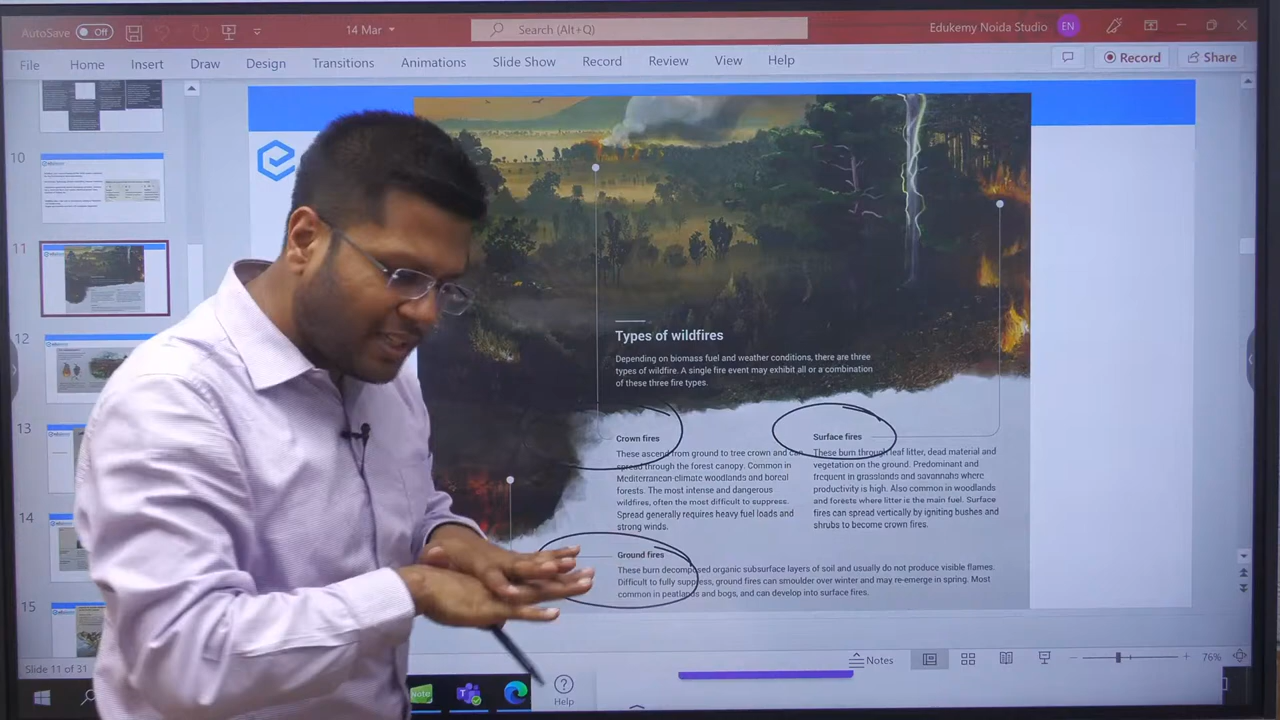 AutoSave Off 14 Mar Search (Alt+Q) Edukemy Noida Studio EN
File Home Insert Draw Design Transitions Animations Slide Show Record Review View Help Record Share
10
11
12
13
14
15
Types of wildfires
Depending on biomass fuel and weather conditions, there are three
types of wildfire. A single fire event may exhibit all or a combination
of these three fire types.
Crown fires
These ascend from ground to tree crown and can
spread through the forest canopy. Common in
Mediterranean-climate woodlands and boreal
forests. The most intense and dangerous
wildfires, often the most difficult to suppress.
Spread generally requires heavy fuel loads and
strong winds.
Surface fires
These burn through leaf litter, dead material and
vegetation on the ground. Predominant and
frequent in grasslands and savannahs where
productivity is high. Also common in woodlands
and forests where litter is the main fuel. Surface
fires can spread vertically by igniting bushes and
shrubs to become crown fires.
Ground fires
These burn decomposed organic subsurface layers of soil and usually do not produce visible flames.
Difficult to fully suppress, ground fires can smoulder over winter and may re-emerge in spring. Most
common in peatlands and bogs, and can develop into surface fires.
Slide 11 of 31 Notes 76%
Note Help